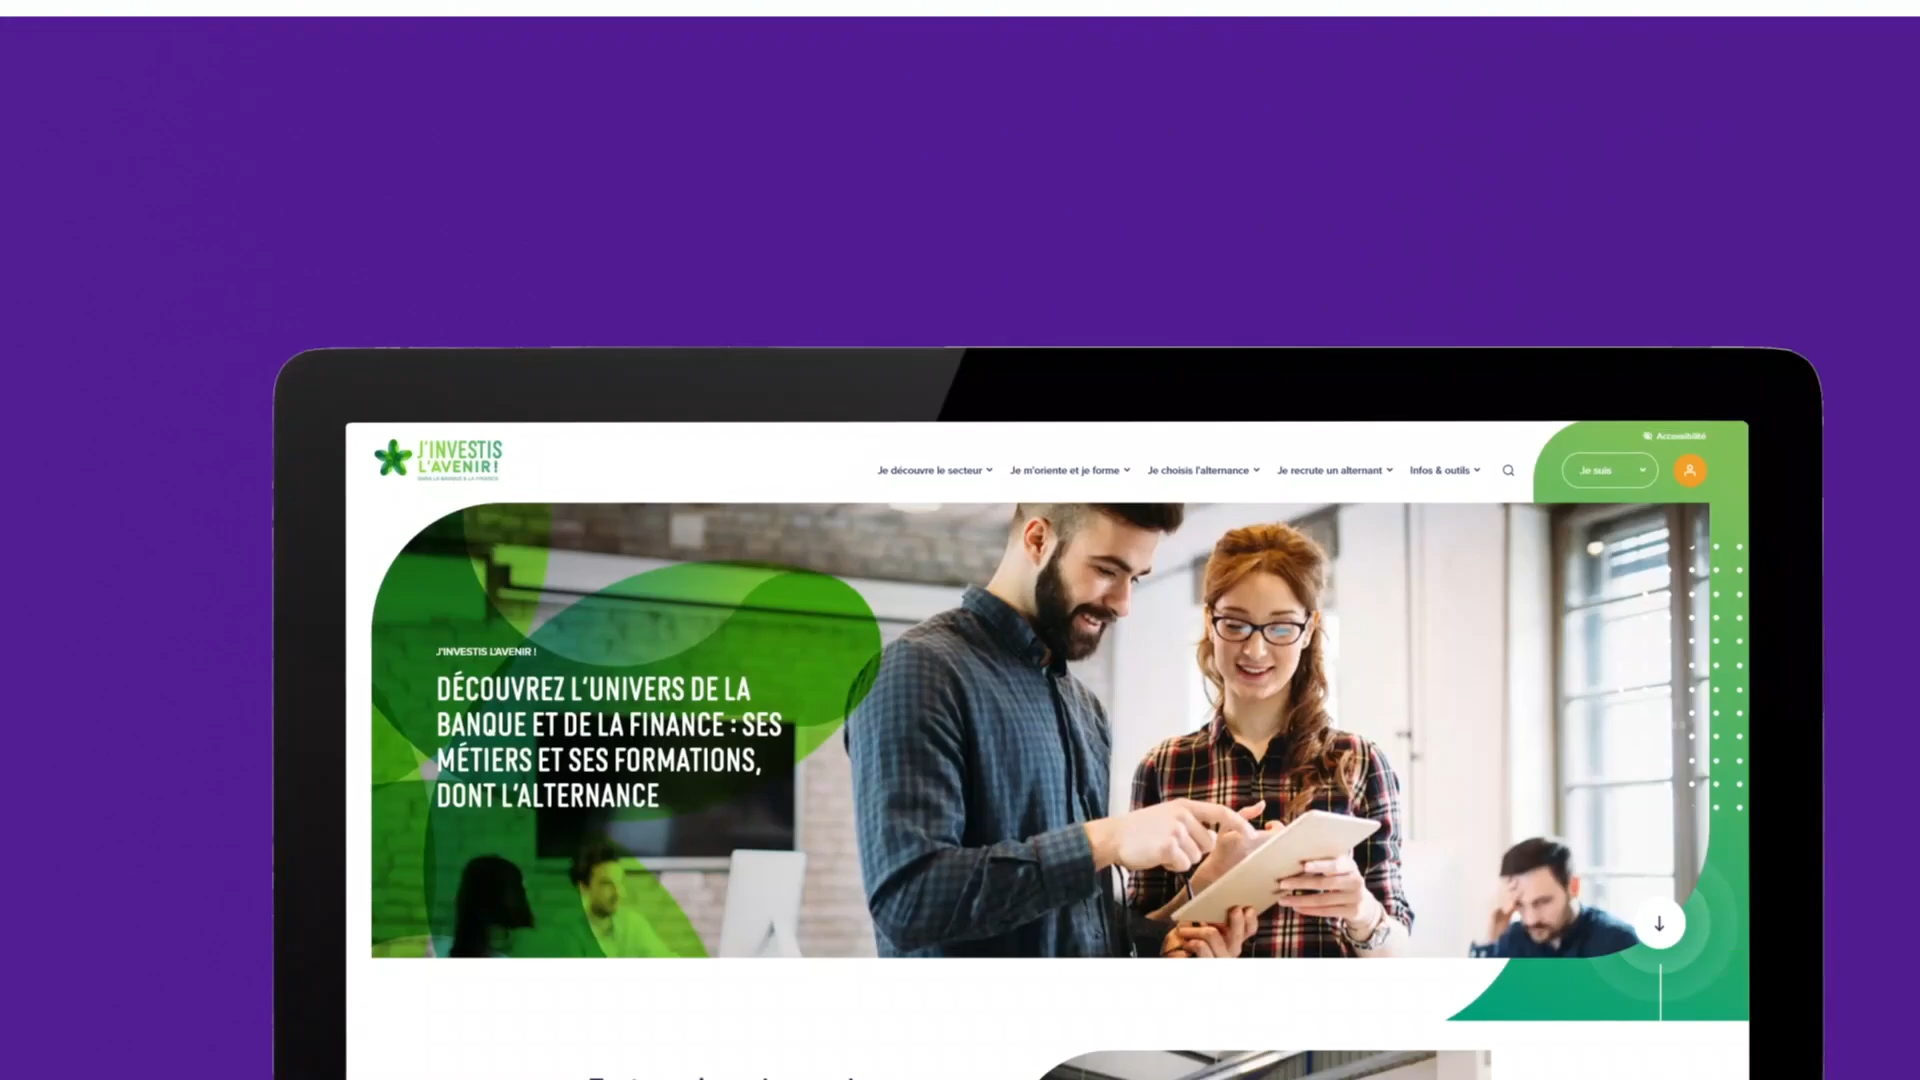 J'INVESTIS
L'AVENIR!
DANS LA BANQUE & LA FINANCE
Je découvre le secteur
Je m'oriente et je forme
Je choisis l'alternance
Je recrute un alternant
Infos & outils
Accessibilité
Je suis
J'INVESTIS L'AVENIR !
DÉCOUVREZ L'UNIVERS DE LA
BANQUE ET DE LA FINANCE : SES
MÉTIERS ET SES FORMATIONS,
DONT L'ALTERNANCE